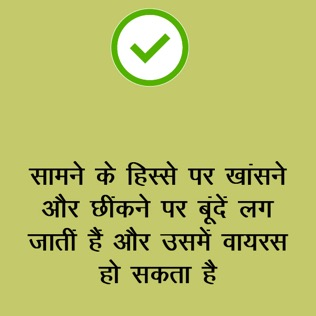 सामने के हिस्से पर खांसने
और छींकने पर बूंदें लग
जातीं हैं और उसमें वायरस
हो सकता है